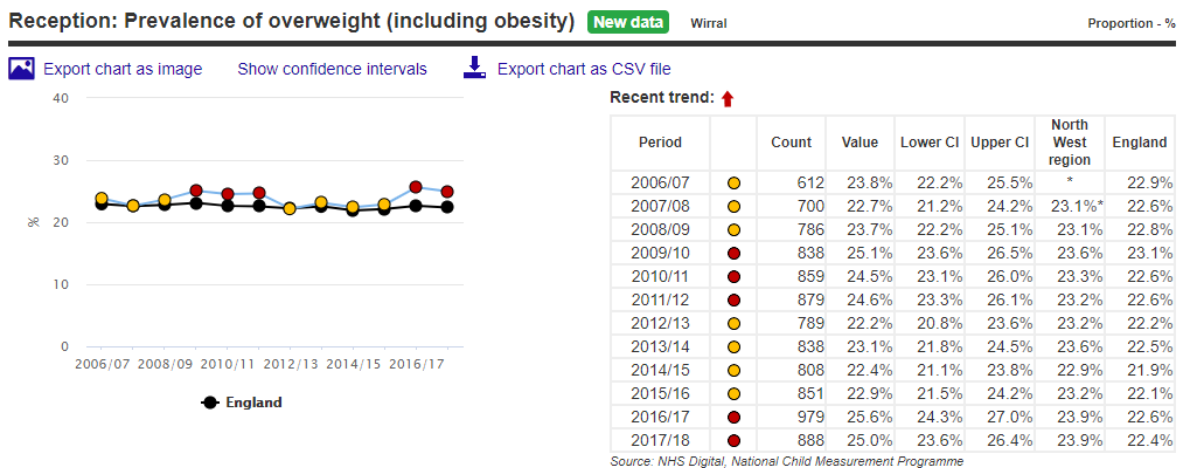 Reception: Prevalence of overweight (including obesity) New data Wirral Proportion - %
Export chart as image Show confidence intervals Export chart as CSV file
40
30
20
10
0
%
2006/07 2008/09 2010/11 2012/13 2014/15 2016/17
England
Recent trend:
Period Count Value Lower CI Upper CI North West region England
2006/07 612 23.8% 22.2% 25.5% * 22.9%
2007/08 700 22.7% 21.2% 24.2% 23.1%* 22.6%
2008/09 786 23.7% 22.2% 25.1% 23.1% 22.8%
2009/10 838 25.1% 23.6% 26.5% 23.6% 23.1%
2010/11 859 24.5% 23.1% 26.0% 23.3% 22.6%
2011/12 879 24.6% 23.3% 26.1% 23.2% 22.6%
2012/13 789 22.2% 20.8% 23.6% 23.2% 22.2%
2013/14 838 23.1% 21.8% 24.5% 23.6% 22.5%
2014/15 808 22.4% 21.1% 23.8% 22.9% 21.9%
2015/16 851 22.9% 21.5% 24.2% 23.2% 22.1%
2016/17 979 25.6% 24.3% 27.0% 23.9% 22.6%
2017/18 888 25.0% 23.6% 26.4% 23.9% 22.4%
Source: NHS Digital, National Child Measurement Programme